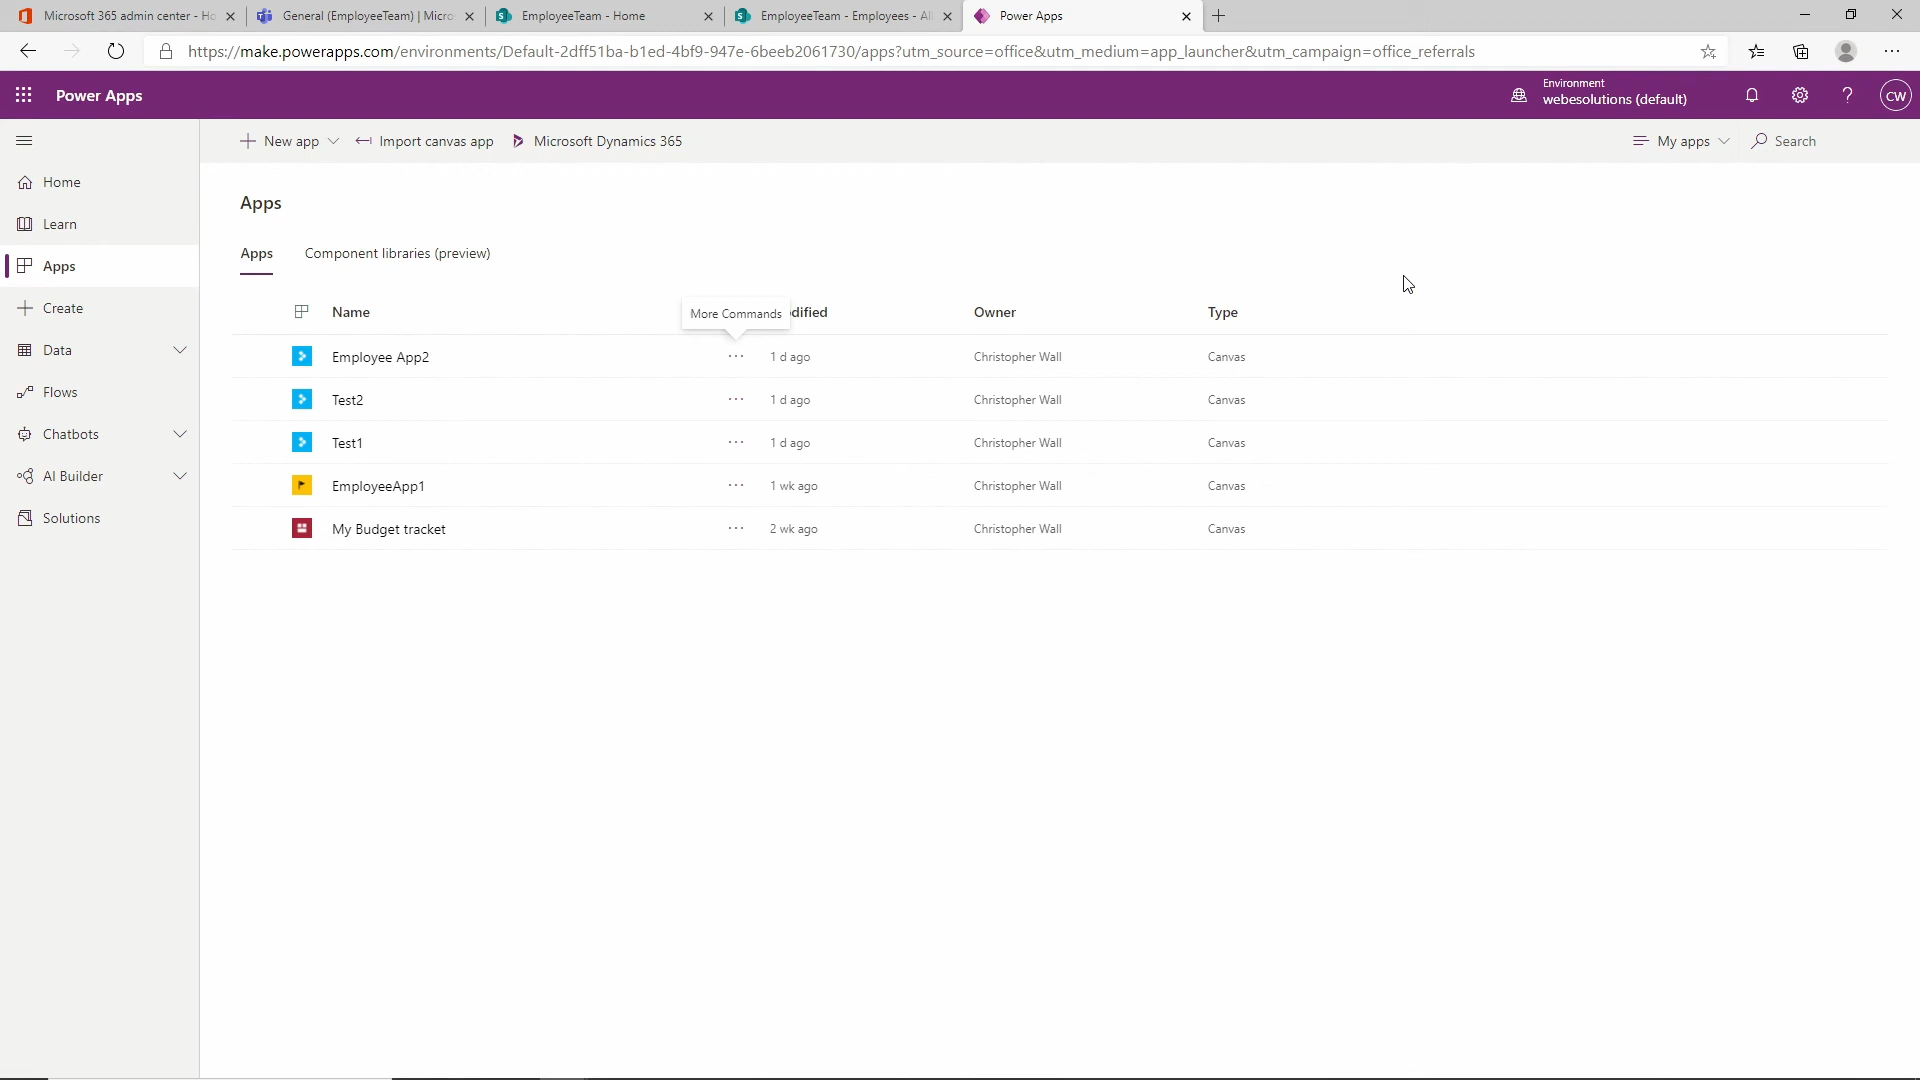 Microsoft 365 admin center - Ho
General (EmployeeTeam) | Micro
EmployeeTeam - Home
EmployeeTeam - Employees - All
Power Apps
https://make.powerapps.com/environments/Default-2dff51ba-b1ed-4bf9-947e-6beeb2061730/apps?utm_source=office&utm_medium=app_launcher&utm_campaign=office_referrals
Power Apps
Environment
webesolutions (default)
CW
New app
Import canvas app
Microsoft Dynamics 365
My apps
Search
Home
Learn
Apps
Create
Data
Flows
Chatbots
AI Builder
Solutions
Apps
Apps
Component libraries (preview)
Name
More Commands
dified
Owner
Type
Employee App2 ... 1 d ago Christopher Wall Canvas
Test2 ... 1 d ago Christopher Wall Canvas
Test1 ... 1 d ago Christopher Wall Canvas
EmployeeApp1 ... 1 wk ago Christopher Wall Canvas
My Budget tracket ... 2 wk ago Christopher Wall Canvas